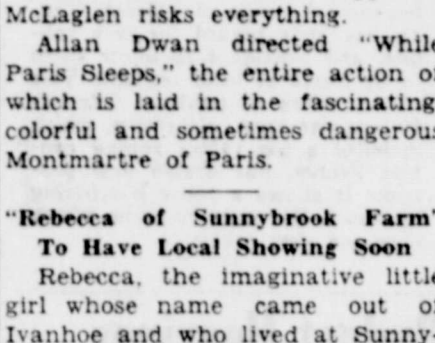 McLaglen risks everything.
Allan Dwan directed "While
Paris Sleeps," the entire action o
which is laid in the fascinating
colorful and sometimes dangerous
Montmartre of Paris.
"Rebecca of Sunnybrook Farm"
To Have Local Showing Soon
Rebecca, the imaginative little
girl whose name came out o
Ivanhoe and who lived at Sunny-